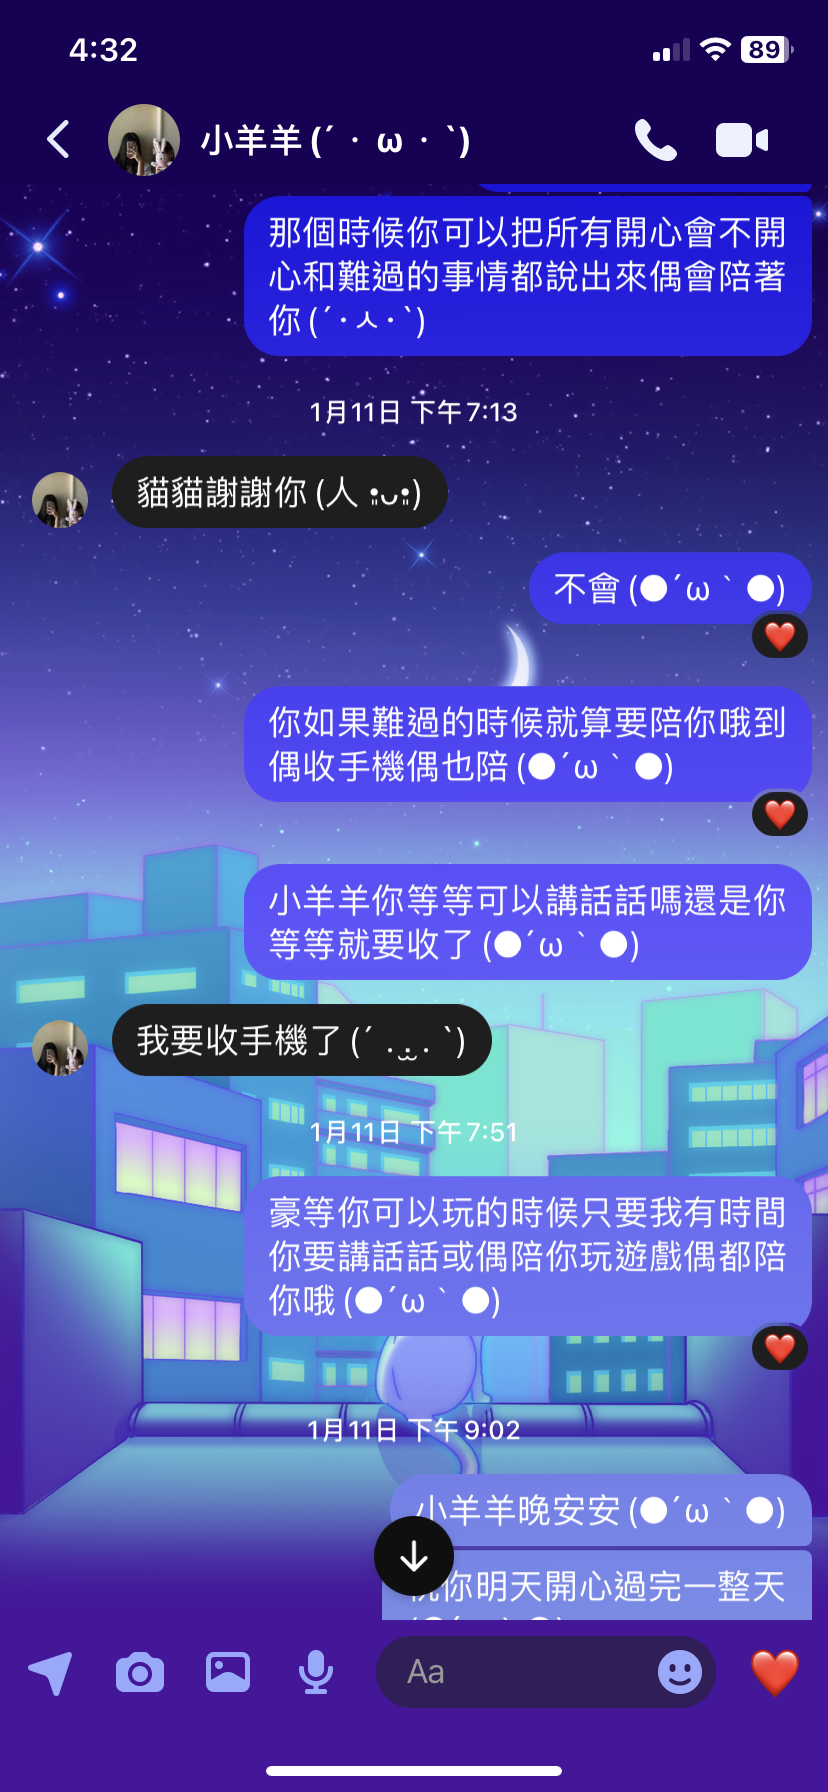 4:32
89
小羊羊 (´・ω・`)
那個時候你可以把所有開心會不開
心和難過的事情都說出來偶會陪著
你 (´･ㅅ･`)
1月11日 下午7:13
貓貓謝謝你 (人 •͈ᴗ•͈)
不會 (●´ω｀●)
你如果難過的時候就算要陪你哦到
偶收手機偶也陪 (●´ω｀●)
小羊羊你等等可以講話話嗎還是你
等等就要收了 (●´ω｀●)
我要收手機了 (´ . .̫ . `)
1月11日 下午7:51
豪等你可以玩的時候只要我有時間
你要講話話或偶陪你玩遊戲偶都陪
你哦 (●´ω｀●)
1月11日 下午9:02
小羊羊晚安安 (●´ω｀●)
你明天開心過完一整天
Aa